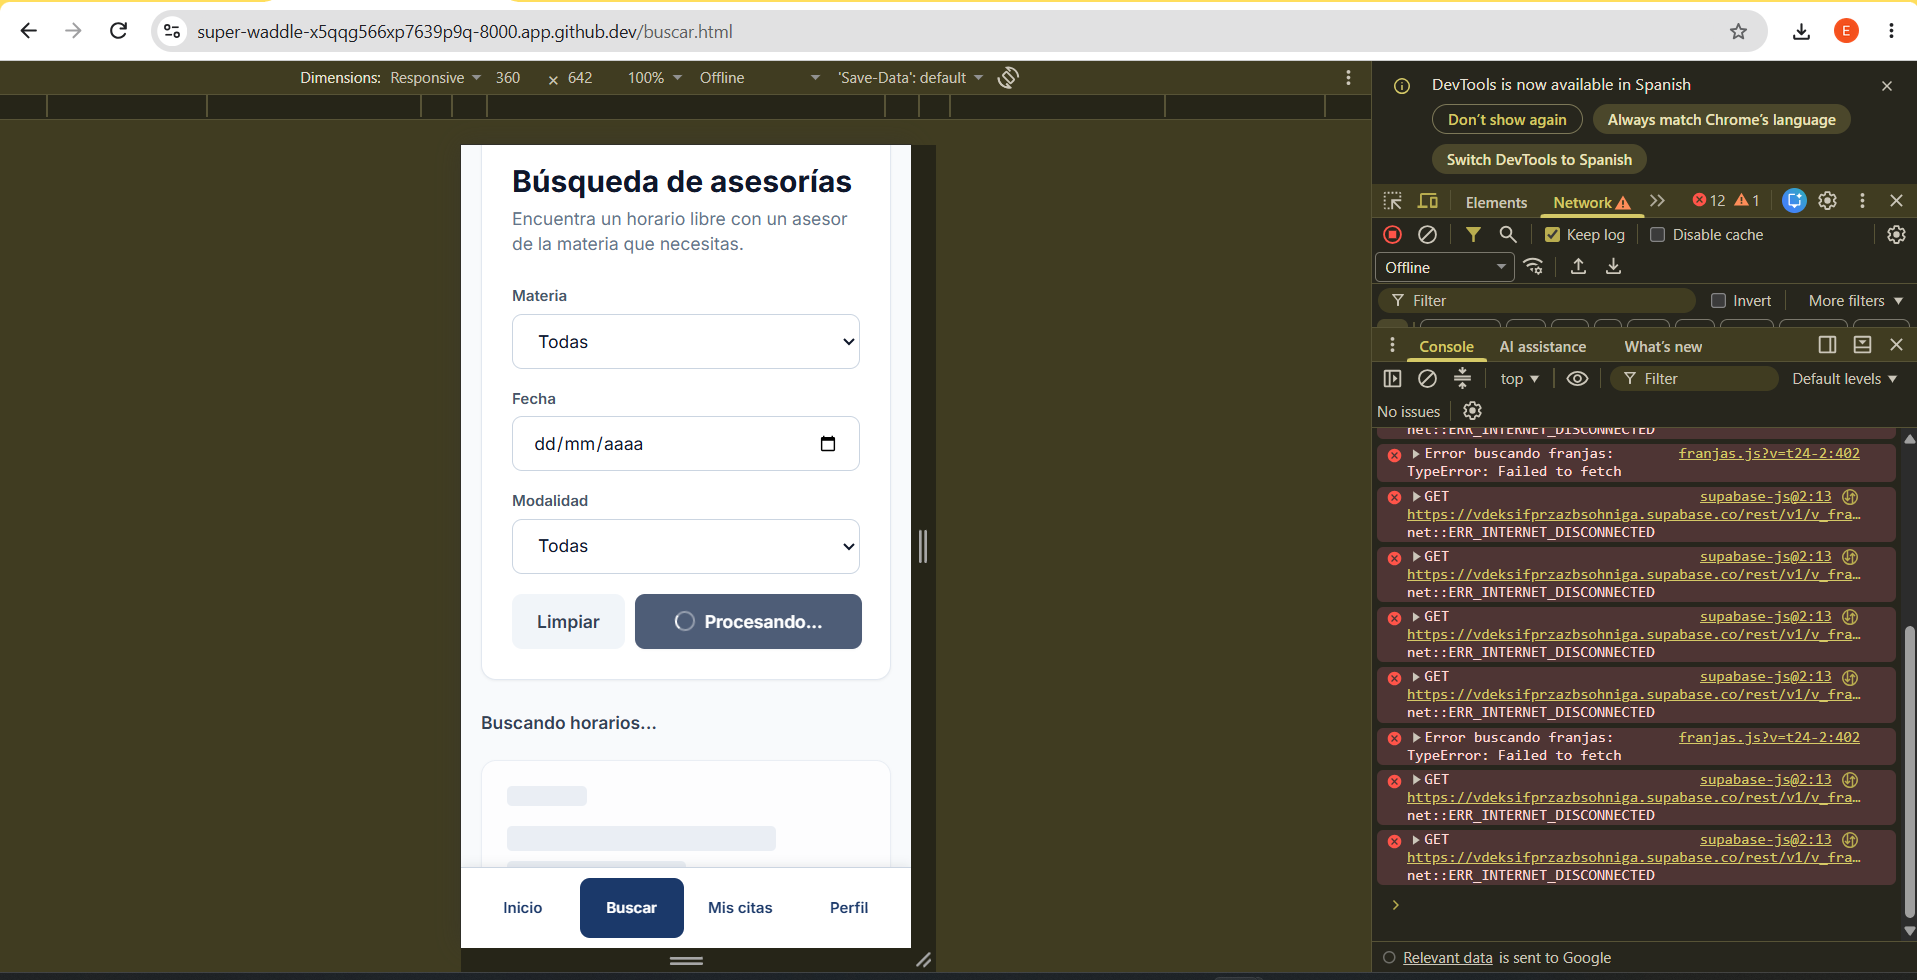 super-waddle-x5qqg566xp7639p9q-8000.app.github.dev/buscar.html
E
Dimensions: Responsive 360 × 642 100% Offline 'Save-Data': default
DevTools is now available in Spanish
Don't show again Always match Chrome's language
Switch DevTools to Spanish
Elements Network 12 1
Keep log Disable cache
Offline
Filter Invert More filters
Console AI assistance What's new
top Filter Default levels
No issues
net::ERR_INTERNET_DISCONNECTED
Error buscando franjas: franjas.js?v=t24-2:402
TypeError: Failed to fetch
GET supabase-js@2:13
https://vdeksifprzazbsohniga.supabase.co/rest/v1/v_fra…
net::ERR_INTERNET_DISCONNECTED
GET supabase-js@2:13
https://vdeksifprzazbsohniga.supabase.co/rest/v1/v_fra…
net::ERR_INTERNET_DISCONNECTED
GET supabase-js@2:13
https://vdeksifprzazbsohniga.supabase.co/rest/v1/v_fra…
net::ERR_INTERNET_DISCONNECTED
GET supabase-js@2:13
https://vdeksifprzazbsohniga.supabase.co/rest/v1/v_fra…
net::ERR_INTERNET_DISCONNECTED
Error buscando franjas: franjas.js?v=t24-2:402
TypeError: Failed to fetch
GET supabase-js@2:13
https://vdeksifprzazbsohniga.supabase.co/rest/v1/v_fra…
net::ERR_INTERNET_DISCONNECTED
GET supabase-js@2:13
https://vdeksifprzazbsohniga.supabase.co/rest/v1/v_fra…
net::ERR_INTERNET_DISCONNECTED
Relevant data is sent to Google
Búsqueda de asesorías
Encuentra un horario libre con un asesor
de la materia que necesitas.
Materia
Todas
Fecha
dd/mm/aaaa
Modalidad
Todas
Limpiar Procesando...
Buscando horarios...
Inicio Buscar Mis citas Perfil